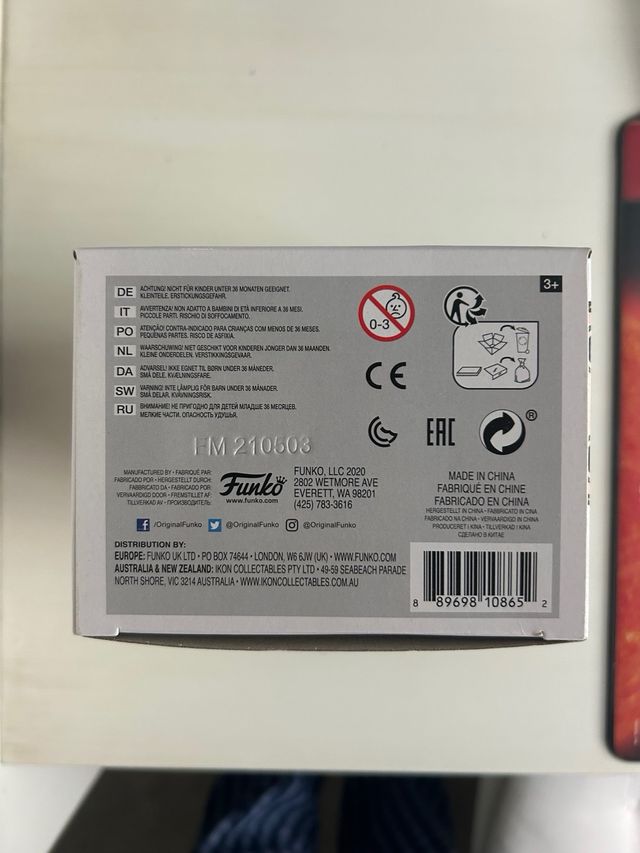 DE ACHTUNG! NICHT FÜR KINDER UNTER 36 MONATEN GEEIGNET.
KLEINTEILE. ERSTICKUNGSGEFAHR.
IT AVVERTENZA! NON ADATTO A BAMBINI DI ETÀ INFERIORE A 36 MESI.
PICCOLE PARTI. RISCHIO DI SOFFOCAMENTO.
PO ATENÇÃO! CONTRA-INDICADO PARA CRIANÇAS COM MENOS DE 36 MESES.
PEQUENAS PARTES. RISCO DE ASFIXIA.
NL WAARSCHUWING! NIET GESCHIKT VOOR KINDEREN JONGER DAN 36 MAANDEN.
KLEINE ONDERDELEN. VERSTIKKINGSGEVAAR.
DA ADVARSEL! IKKE EGNET TIL BØRN UNDER 36 MÅNEDER.
SMÅ DELE. KVÆLNINGSFARE.
SW VARNING! INTE LÄMPLIG FÖR BARN UNDER 36 MÅNADER.
SMÅ DELAR. KVÄVNINGSRISK.
RU ВНИМАНИЕ! НЕ ПРИГОДНО ДЛЯ ДЕТЕЙ МЛАДШЕ 36 МЕСЯЦЕВ.
МЕЛКИЕ ЧАСТИ. ОПАСНОСТЬ УДУШЬЯ.
0-3
3+
CE
EAC
®
FM 210503
MANUFACTURED BY • FABRIQUÉ PAR:
FABRICADO POR • HERGESTELLT DURCH:
FABBRICATO DA • FABRICADO POR:
VERVAARDIGD DOOR • FREMSTILLET AF:
TILLVERKAD AV •
Funko
www.funko.com
FUNKO, LLC 2020
2802 WETMORE AVE
EVERETT, WA 98201
(425) 783-3616
MADE IN CHINA
FABRIQUÉ EN CHINE
FABRICADO EN CHINA
HERGESTELLT IN CHINA • FABBRICATO IN CINA
FABRICADO NA CHINA • VERVAARDIGD IN CHINA
PRODUCERET I KINA • TILLVERKAD I KINA
СДЕЛАНО В КИТАЕ
/OriginalFunko @OriginalFunko @OriginalFunko
DISTRIBUTION BY:
EUROPE: FUNKO UK LTD • PO BOX 74644 • LONDON, W6 6JW (UK) • WWW.FUNKO.COM
AUSTRALIA & NEW ZEALAND: IKON COLLECTABLES PTY LTD • 49-59 SEABEACH PARADE
NORTH SHORE, VIC 3214 AUSTRALIA • WWW.IKONCOLLECTABLES.COM.AU
8 89698 10865 2